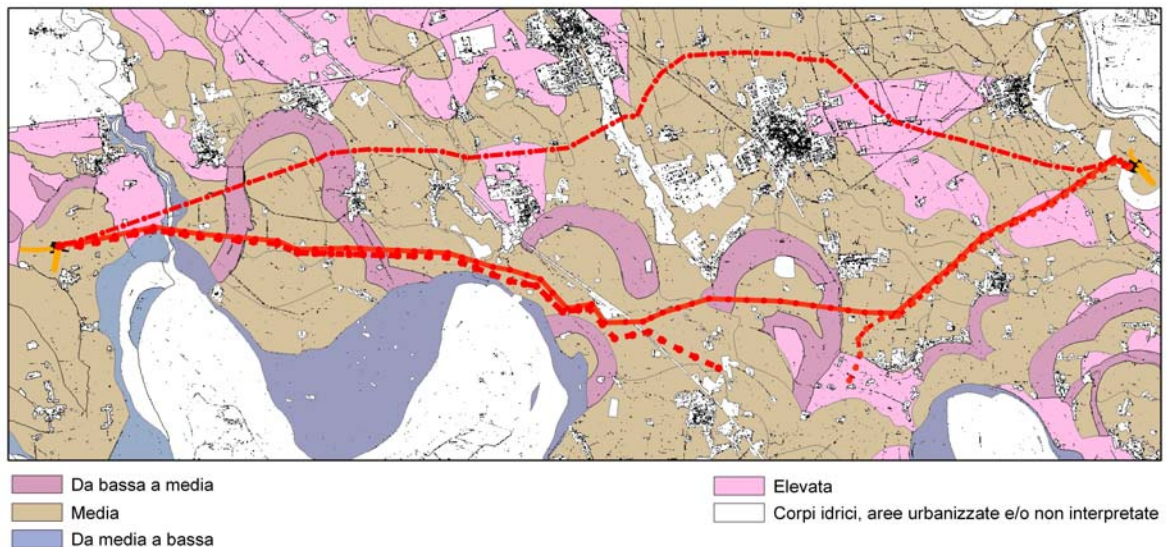 Da bassa a media
Media
Da media a bassa
Elevata
Corpi idrici, aree urbanizzate e/o non interpretate